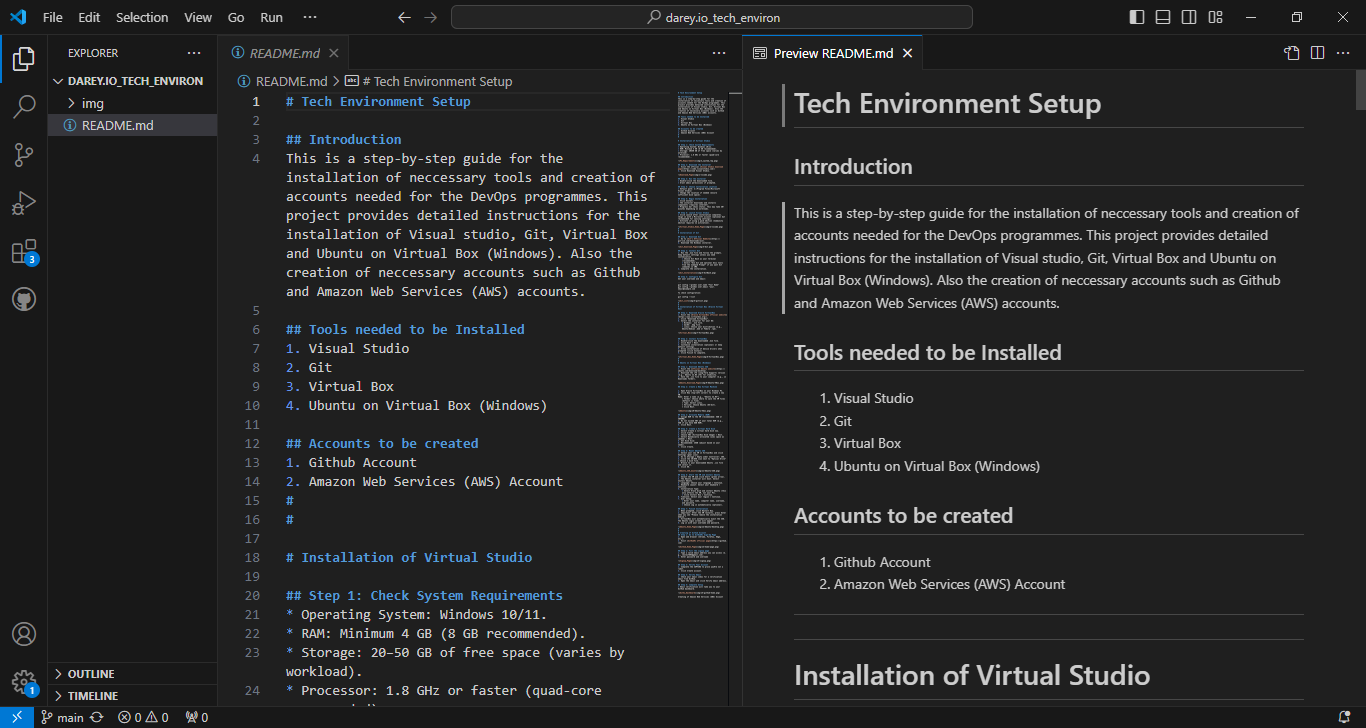 File Edit Selection View Go Run ··· darey.io_tech_environ
EXPLORER ···
DAREY.IO_TECH_ENVIRON
img
README.md
README.md
README.md > # Tech Environment Setup
1 # Tech Environment Setup
2
3 ## Introduction
4 This is a step-by-step guide for the
installation of neccessary tools and creation of
accounts needed for the DevOps programmes. This
project provides detailed instructions for the
installation of Visual studio, Git, Virtual Box
and Ubuntu on Virtual Box (Windows). Also the
creation of neccessary accounts such as Github
and Amazon Web Services (AWS) accounts.
5
6 ## Tools needed to be Installed
7 1. Visual Studio
8 2. Git
9 3. Virtual Box
10 4. Ubuntu on Virtual Box (Windows)
11
12 ## Accounts to be created
13 1. Github Account
14 2. Amazon Web Services (AWS) Account
15 #
16 #
17
18 # Installation of Virtual Studio
19
20 ## Step 1: Check System Requirements
21 * Operating System: Windows 10/11.
22 * RAM: Minimum 4 GB (8 GB recommended).
23 * Storage: 20–50 GB of free space (varies by
workload).
24 * Processor: 1.8 GHz or faster (quad-core
Preview README.md
Tech Environment Setup
Introduction
This is a step-by-step guide for the installation of neccessary tools and creation of
accounts needed for the DevOps programmes. This project provides detailed
instructions for the installation of Visual studio, Git, Virtual Box and Ubuntu on
Virtual Box (Windows). Also the creation of neccessary accounts such as Github
and Amazon Web Services (AWS) accounts.
Tools needed to be Installed
1. Visual Studio
2. Git
3. Virtual Box
4. Ubuntu on Virtual Box (Windows)
Accounts to be created
1. Github Account
2. Amazon Web Services (AWS) Account
Installation of Virtual Studio
3
1
OUTLINE
TIMELINE
main 0 0 0